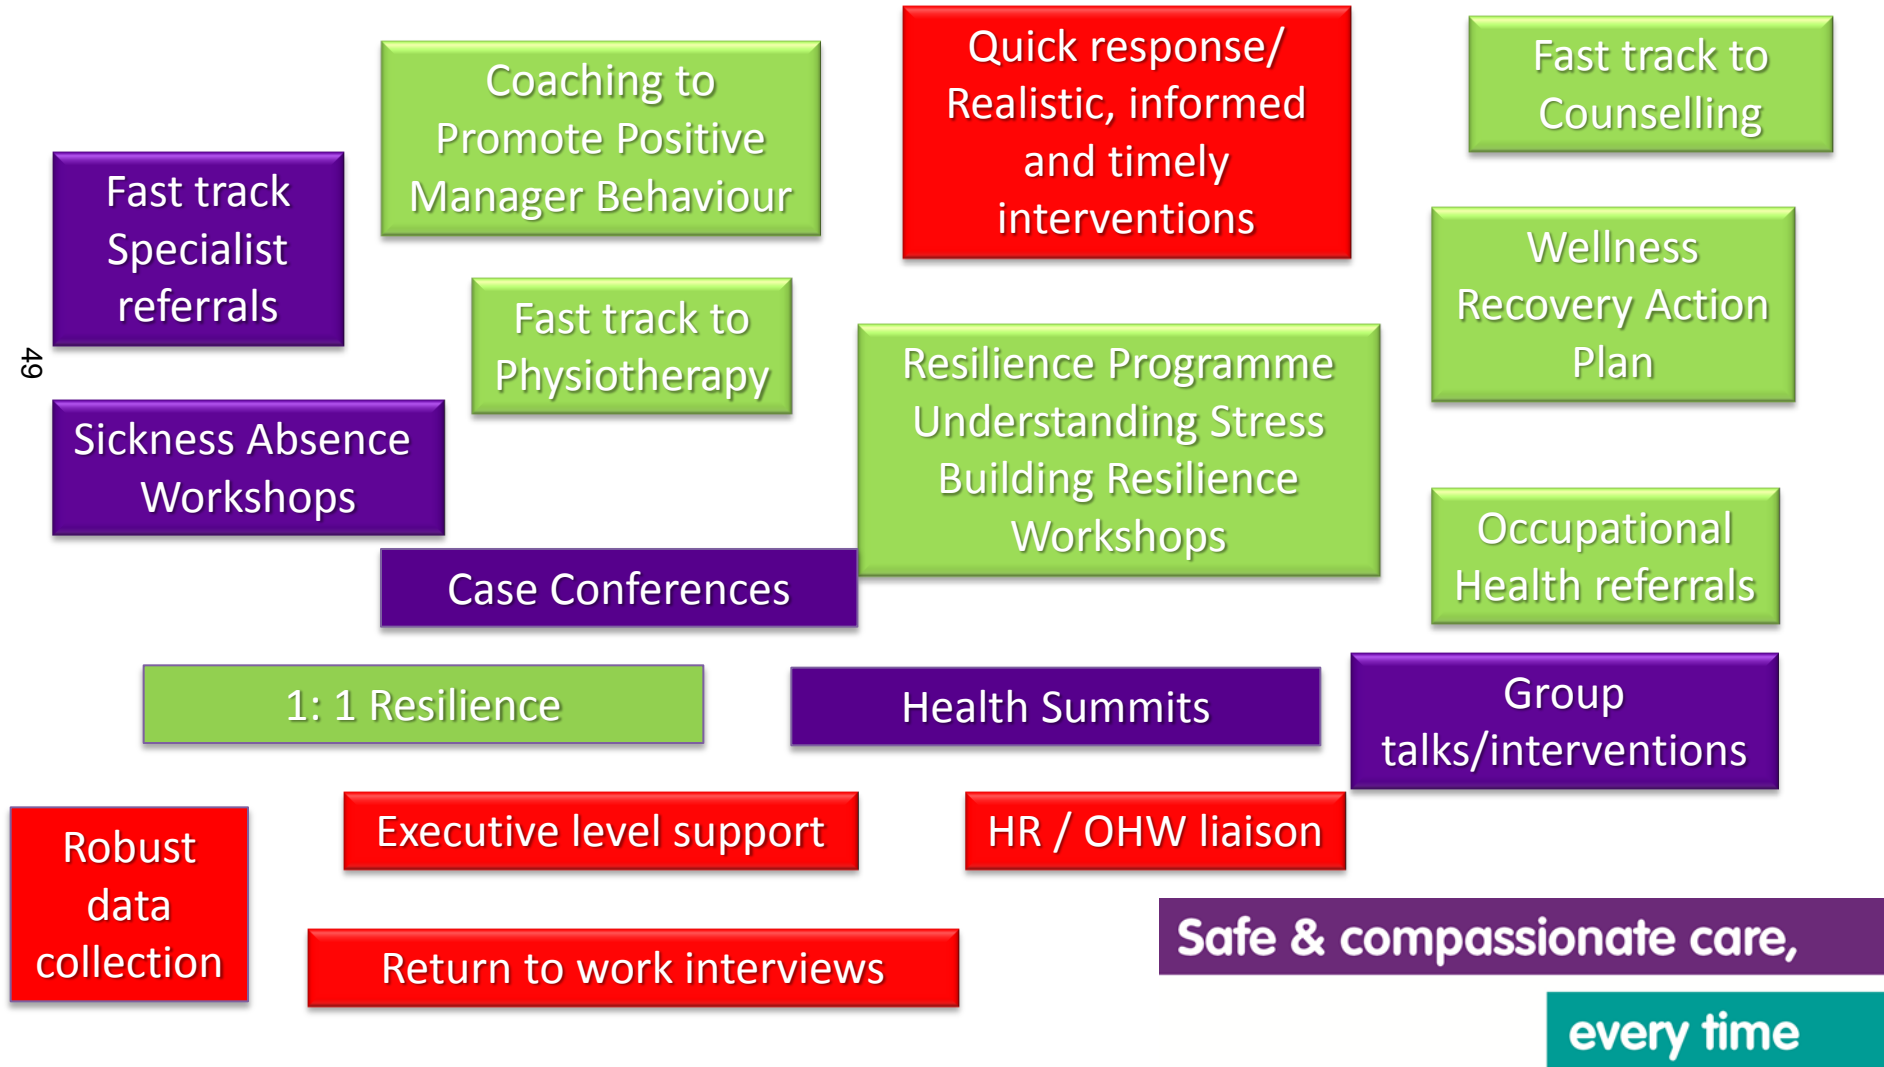 Coaching to
Promote Positive
Manager Behaviour
Quick response/
Realistic, informed
and timely
interventions
Fast track to
Counselling
Fast track
Specialist
referrals
Fast track to
Physiotherapy
Wellness
Recovery Action
Plan
Resilience Programme
Understanding Stress
Building Resilience
Workshops
49
Sickness Absence
Workshops
Occupational
Health referrals
Case Conferences
1: 1 Resilience
Health Summits
Group
talks/interventions
Robust
data
collection
Executive level support
HR / OHW liaison
Return to work interviews
Safe & compassionate care,
every time